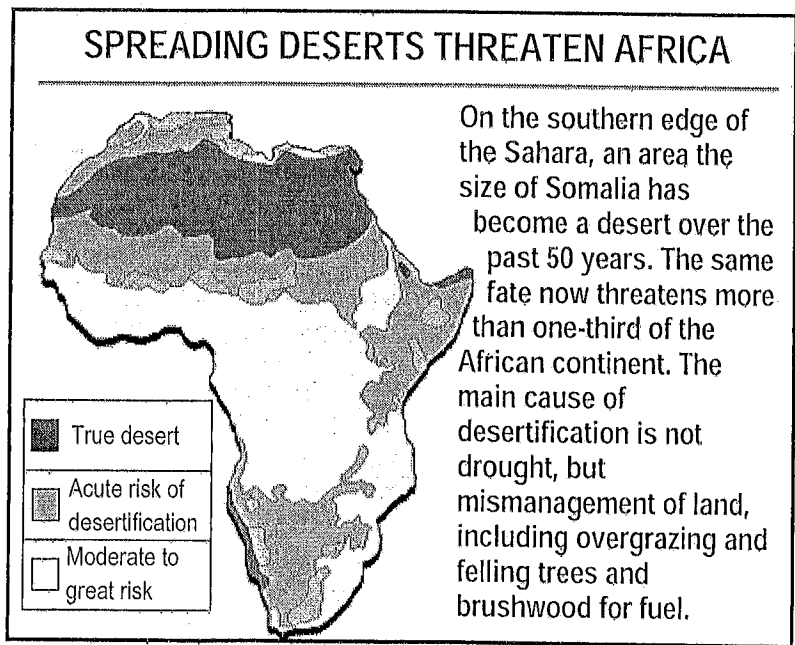 SPREADING DESERTS THREATEN AFRICA
On the southern edge of
the Sahara, an area the
size of Somalia has
become a desert over the
past 50 years. The same
fate now threatens more
than one-third of the
African continent. The
main cause of
desertification is not
drought, but
mismanagement of land,
including overgrazing and
felling trees and
brushwood for fuel.
True desert
Acute risk of
desertification
Moderate to
great risk